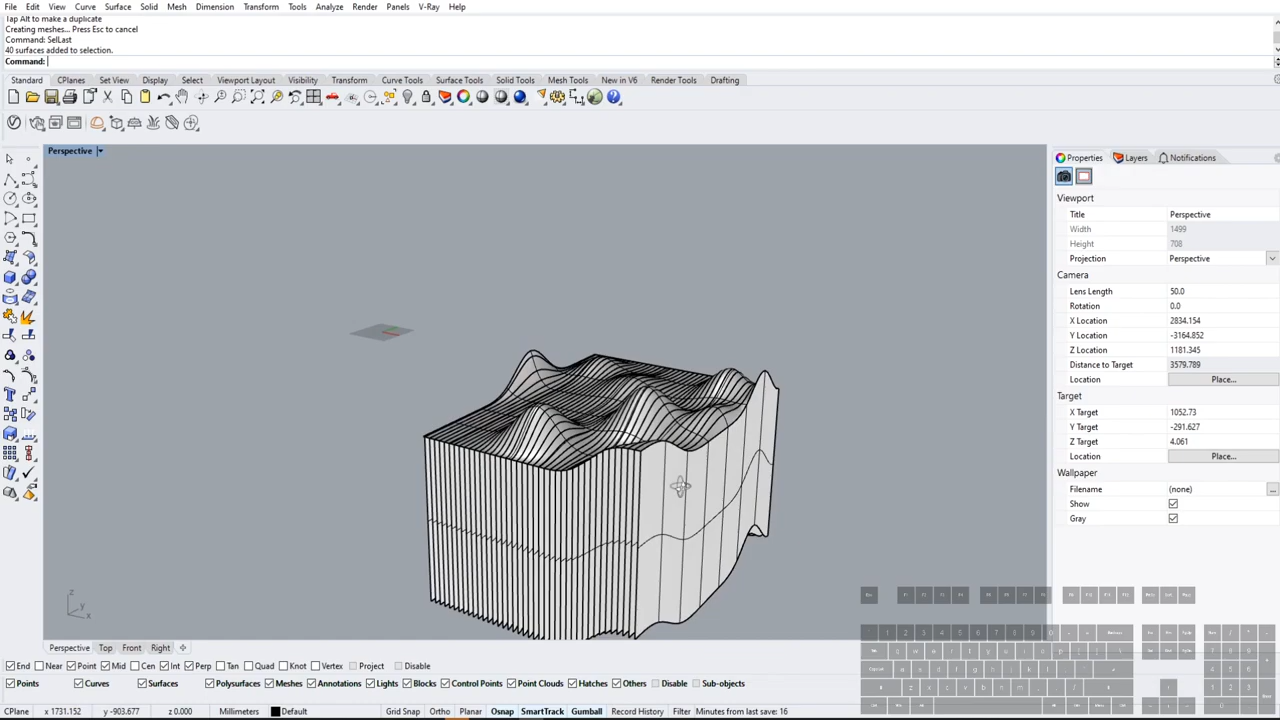 File Edit View Curve Surface Solid Mesh Dimension Transform Tools Analyze Render Panels V-Ray Help
Tap Alt to make a duplicate
Creating meshes... Press Esc to cancel
Command: SelLast
40 surfaces added to selection.
Command:
Standard CPlanes Set View Display Select Viewport Layout Visibility Transform Curve Tools Surface Tools Solid Tools Mesh Tools New in V6 Render Tools Drafting
Perspective
Properties Layers Notifications
Viewport
Title Perspective
Width 1499
Height 708
Projection Perspective
Camera
Lens Length 50.0
Rotation 0.0
X Location 2834.154
Y Location -3164.852
Z Location 1181.345
Distance to Target 3579.789
Location Place...
Target
X Target 1052.73
Y Target -291.627
Z Target 4.061
Location Place...
Wallpaper
Filename (none) ...
Show
Gray
z
y
x
Perspective Top Front Right
End Near Point Mid Cen Int Perp Tan Quad Knot Vertex Project Disable
Points Curves Surfaces Polysurfaces Meshes Annotations Lights Blocks Control Points Point Clouds Hatches Others Disable Sub-objects
CPlane x 1731.152 y -903.677 z 0.000 Millimeters Default Grid Snap Ortho Planar Osnap SmartTrack Gumball Record History Filter Minutes from last save: 16